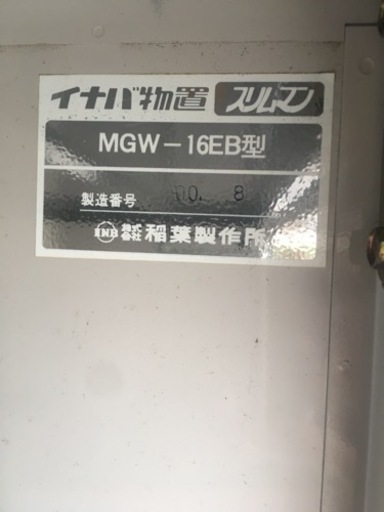 イナバ物置 スリムマン
MGW-16EB型
製造番号 00. 8
INB 株式会社 稲葉製作所